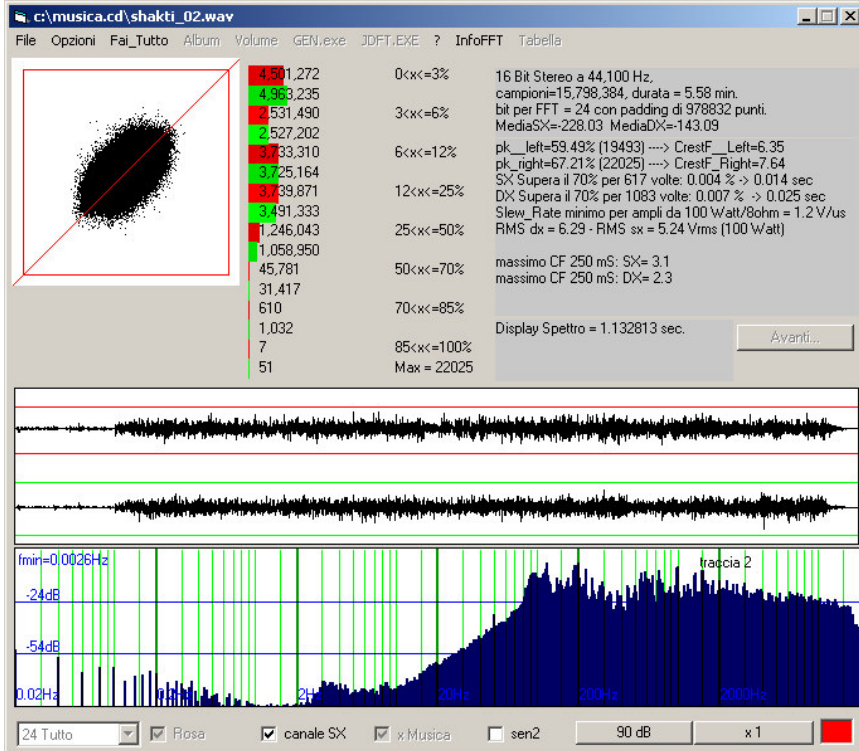 c:\musica.cd\shakti_02.wav
File Opzioni Fai_Tutto Album Volume GEN.exe JDFT.EXE ? InfoFFT Tabella
4,501,272 0<x<=3%
4,963,235
2,531,490 3<x<=6%
2,527,202
3,733,310 6<x<=12%
3,725,164
3,739,871 12<x<=25%
3,491,333
1,246,043 25<x<=50%
1,058,950
45,781 50<x<=70%
31,417
610 70<x<=85%
1,032
7 85<x<=100%
51 Max = 22025
16 Bit Stereo a 44,100 Hz,
campioni=15,798,384, durata = 5.58 min.
bit per FFT = 24 con padding di 978832 punti.
MediaSX=-228.03 MediaDX=-143.09
pk__left=59.49% (19493) ----> CrestF__Left=6.35
pk_right=67.21% (22025) ----> CrestF_Right=7.64
SX Supera il 70% per 617 volte: 0.004 % -> 0.014 sec
DX Supera il 70% per 1083 volte: 0.007 % -> 0.025 sec
Slew_Rate minimo per ampli da 100 Watt/8ohm = 1.2 V/us
RMS dx = 6.29 - RMS sx = 5.24 Vrms (100 Watt)
massimo CF 250 mS: SX= 3.1
massimo CF 250 mS: DX= 2.3
Display Spettro = 1.132813 sec.
Avanti...
fmin=0.0026Hz traccia 2
-24dB
-54dB
0.02Hz 0.2Hz 2Hz 20Hz 200Hz 2000Hz
24 Tutto Rosa canale SX x Musica sen2 90 dB x 1